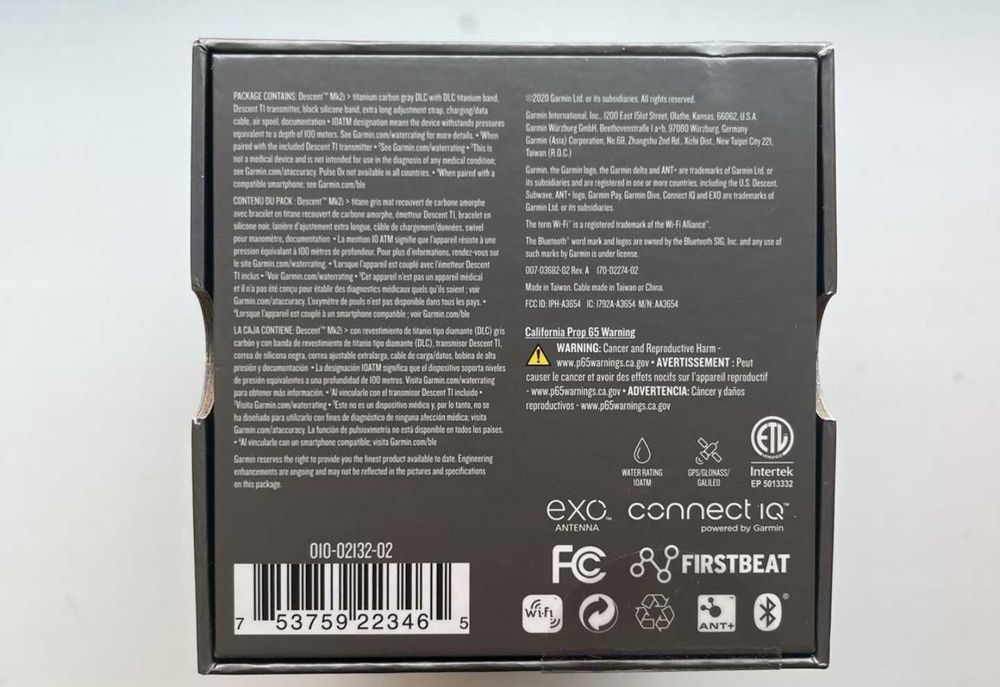 PACKAGE CONTAINS: Descent™ Mk2i > titanium carbon gray DLC with DLC titanium band,
Descent T1 transmitter, black silicone band, extra long adjustment strap, charging/data
cable, air spool, documentation • 10ATM designation means the device withstands pressures
equivalent to a depth of 100 meters. See Garmin.com/waterrating for more details. • ¹When
paired with the included Descent T1 transmitter • ²See Garmin.com/waterrating • ³This is
not a medical device and is not intended for use in the diagnosis of any medical condition;
see Garmin.com/ataccuracy. Pulse Ox not available in all countries. • ⁴When paired with a
compatible smartphone; see Garmin.com/ble
CONTENU DU PACK : Descent™ Mk2i > titane gris mat recouvert de carbone amorphe
avec bracelet en titane recouvert de carbone amorphe, émetteur Descent T1, bracelet en
silicone noir, lanière d'ajustement extra longue, câble de chargement/données, swivel
pour manomètre, documentation • La mention 10 ATM signifie que l'appareil résiste à une
pression équivalant à 100 mètres de profondeur. Pour plus d'informations, rendez-vous sur
le site Garmin.com/waterrating. • ¹Lorsque l'appareil est couplé avec l'émetteur Descent
T1 inclus • ²Voir Garmin.com/waterrating • ³Cet appareil n'est pas un appareil médical
et il n'a pas été conçu pour établir des diagnostics médicaux quels qu'ils soient ; voir
Garmin.com/ataccuracy. L'oxymètre de pouls n'est pas disponible dans tous les pays. •
⁴Lorsque l'appareil est couplé à un smartphone compatible ; voir Garmin.com/ble
LA CAJA CONTIENE: Descent™ Mk2i > con revestimiento de titanio tipo diamante (DLC) gris
carbón y con banda de revestimiento de titanio tipo diamante (DLC), transmisor Descent T1,
correa de silicona negra, correa ajustable extralarga, cable de carga/datos, bobina de alta
presión y documentación • La designación 10ATM significa que el dispositivo soporta niveles
de presión equivalentes a una profundidad de 100 metros. Visita Garmin.com/waterrating
para obtener más información. • ¹Al vincularlo con el transmisor Descent T1 incluido •
²Visita Garmin.com/waterrating • ³Este no es un dispositivo médico y, por lo tanto, no se
ha diseñado para utilizarlo con fines de diagnóstico de ninguna afección médica; visita
Garmin.com/ataccuracy. La función de pulsioximetría no está disponible en todos los países.
• ⁴Al vincularlo con un smartphone compatible; visita Garmin.com/ble
Garmin reserves the right to provide you the finest product available to date. Engineering
enhancements are ongoing and may not be reflected in the pictures and specifications
on this package.
010-02132-02
7 53759 22346 5
©2020 Garmin Ltd. or its subsidiaries. All rights reserved.
Garmin International, Inc., 1200 East 151st Street, Olathe, Kansas, 66062, U.S.A.
Garmin Würzburg GmbH, Beethovenstraße 1 a+b, 97080 Würzburg, Germany
Garmin (Asia) Corporation, No.68, Zhangshu 2nd Rd., Xizhi Dist., New Taipei City 221,
Taiwan (R.O.C.)
Garmin, the Garmin logo, the Garmin delta and ANT+ are trademarks of Garmin Ltd. or
its subsidiaries and are registered in one or more countries, including the U.S. Descent,
Subwave, ANT+ logo, Garmin Pay, Garmin Dive, Connect IQ and EXO are trademarks of
Garmin Ltd. or its subsidiaries.
The term Wi-Fi® is a registered trademark of the Wi-Fi Alliance®.
The Bluetooth® word mark and logos are owned by the Bluetooth SIG, Inc. and any use of
such marks by Garmin is under license.
007-03682-02 Rev. A 170-02274-02
Made in Taiwan. Cable made in Taiwan or China.
FCC ID: IPH-A3654 IC: 1792A-A3654 M/N: AA3654
California Prop 65 Warning
WARNING: Cancer and Reproductive Harm -
www.p65warnings.ca.gov • AVERTISSEMENT : Peut
causer le cancer et avoir des effets nocifs sur l'appareil reproductif
- www.p65warnings.ca.gov • ADVERTENCIA: Cáncer y daños
reproductivos - www.p65warnings.ca.gov
WATER RATING
10ATM
GPS/GLONASS/
GALILEO
ETL
VERIFIED
Intertek
EP 5013332
exo™
ANTENNA
connect IQ™
powered by Garmin
FC
FIRSTBEAT
Wi-Fi
ANT+
®